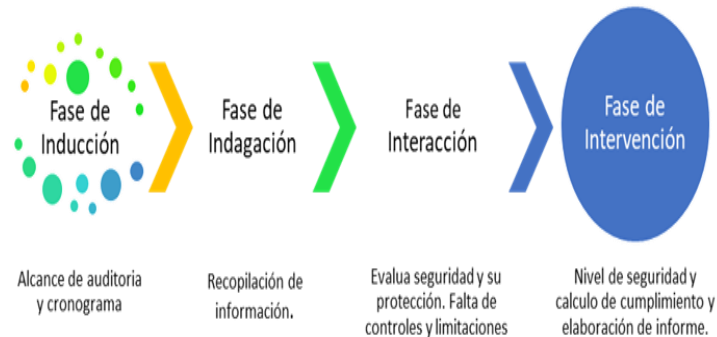 Fase de
Inducción
Fase de
Indagación
Fase de
Interacción
Fase de
Intervención
Alcance de auditoria
y cronograma
Recopilación de
información.
Evalua seguridad y su
protección. Falta de
controles y limitaciones
Nivel de seguridad y
calculo de cumplimiento y
elaboración de informe.